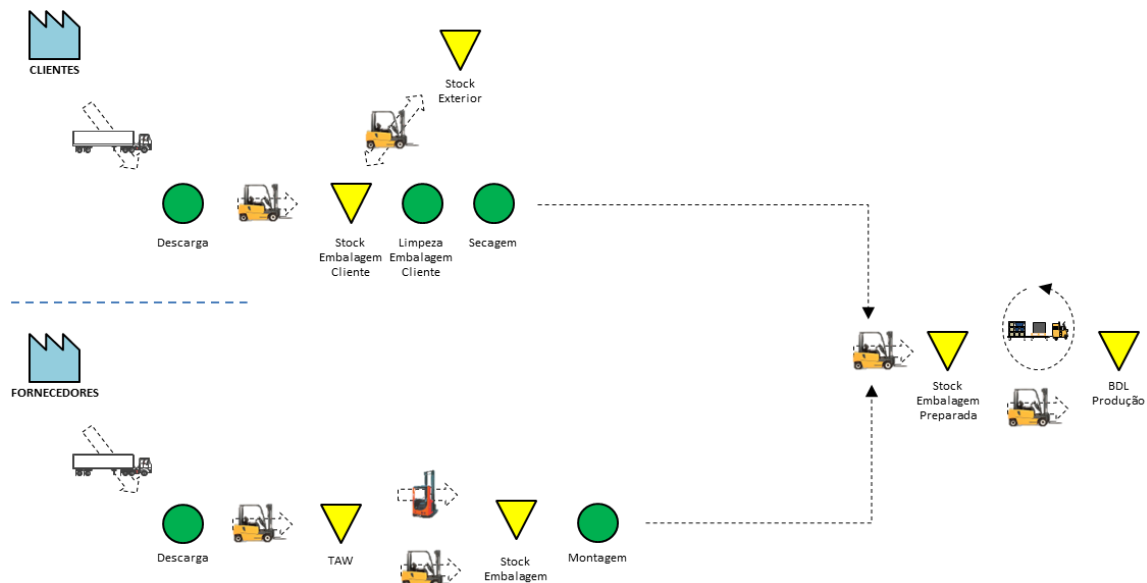 CLIENTES
Stock
Exterior
Descarga
Stock
Embalagem
Cliente
Limpeza
Embalagem
Cliente
Secagem
FORNECEDORES
Stock
Embalagem
Preparada
BDL
Produção
Descarga
TAW
Stock
Embalagem
Montagem